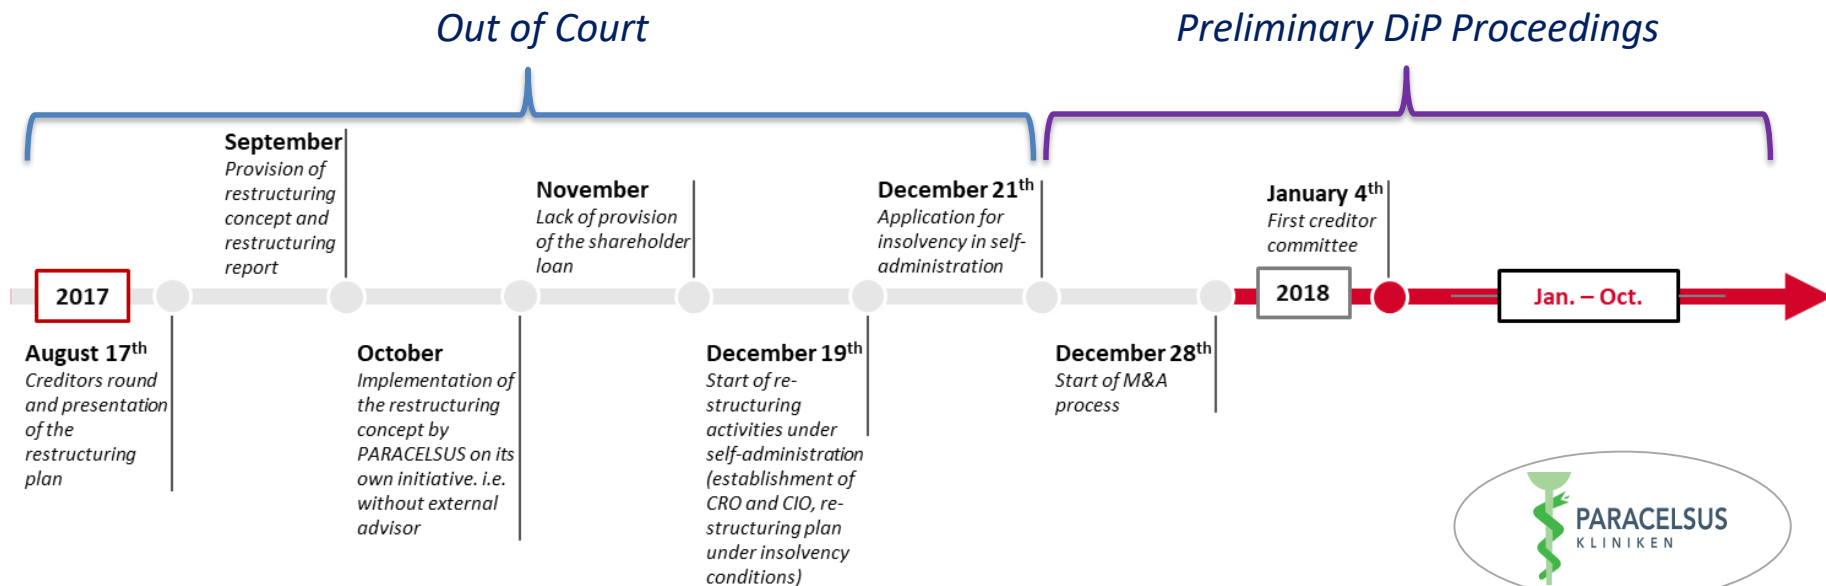 Out of Court
Preliminary DiP Proceedings
September
Provision of
restructuring
concept and
restructuring
report
November
Lack of provision
of the shareholder
loan
December 21th
Application for
insolvency in self-
administration
January 4th
First creditor
committee
2017
2018
Jan. – Oct.
August 17th
Creditors round
and presentation
of the
restructuring
plan
October
Implementation of
the restructuring
concept by
PARACELSUS on its
own initiative. i.e.
without external
advisor
December 19th
Start of re-
structuring
activities under
self-administration
(establishment of
CRO and CIO, re-
structuring plan
under insolvency
conditions)
December 28th
Start of M&A
process
PARACELSUS
KLINIKEN